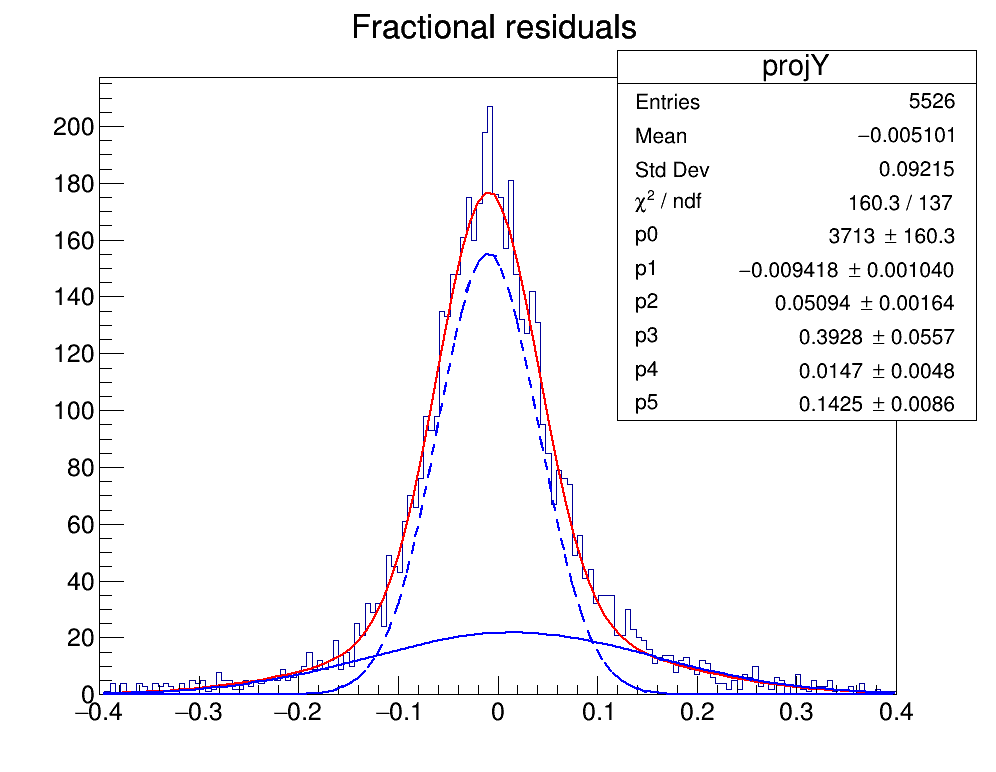 Fractional residuals
projY
Entries 5526
Mean −0.005101
Std Dev 0.09215
χ² / ndf 160.3 / 137
p0 3713 ± 160.3
p1 −0.009418 ± 0.001040
p2 0.05094 ± 0.00164
p3 0.3928 ± 0.0557
p4 0.0147 ± 0.0048
p5 0.1425 ± 0.0086
200
180
160
140
120
100
80
60
40
20
0
−0.4 −0.3 −0.2 −0.1 0 0.1 0.2 0.3 0.4